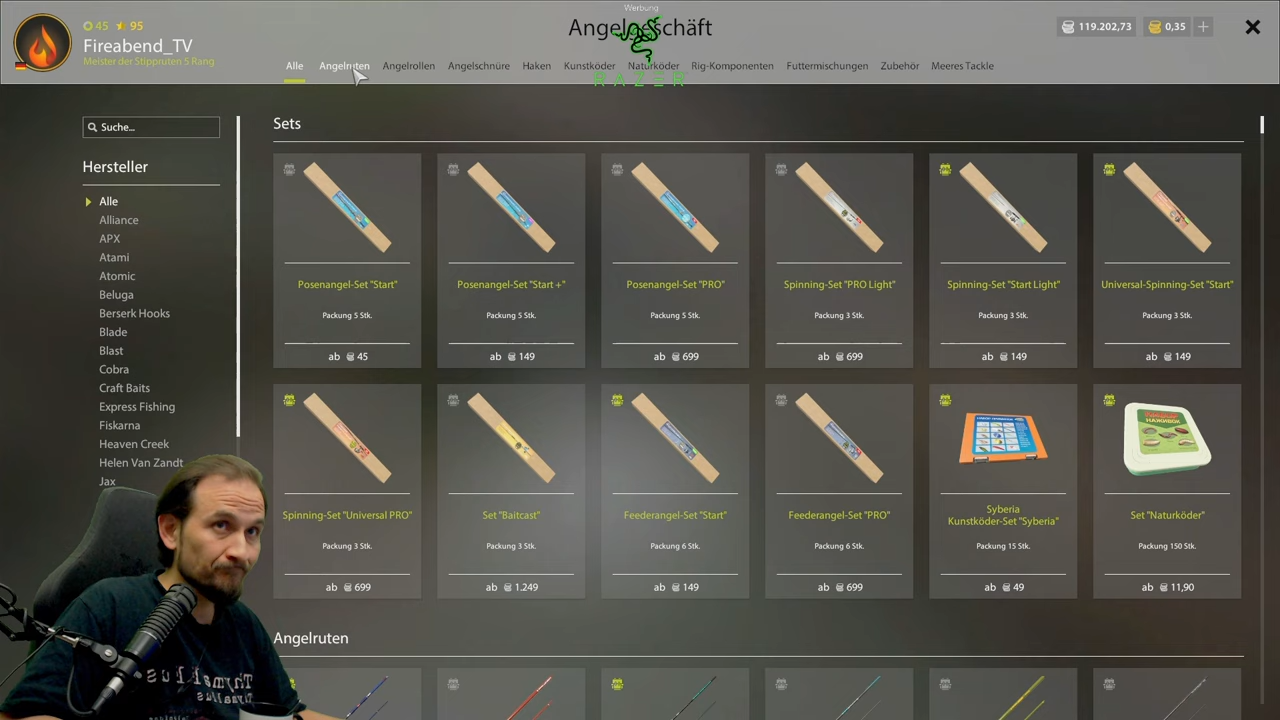 Werbung
45 95
Fireabend_TV
Meister der Stippruten 5 Rang
Angelgeschäft
RAZER
119.202,73
0,35 +
Alle Angelruten Angelrollen Angelschnüre Haken Kunstköder Naturköder Rig-Komponenten Futtermischungen Zubehör Meeres Tackle
Suche...
Hersteller
Alle
Alliance
APX
Atami
Atomic
Beluga
Berserk Hooks
Blade
Blast
Cobra
Craft Baits
Express Fishing
Fiskarna
Heaven Creek
Helen Van Zandt
Jax
Sets
Posenangel-Set "Start"
Packung 5 Stk.
ab 45
Posenangel-Set "Start +"
Packung 5 Stk.
ab 149
Posenangel-Set "PRO"
Packung 5 Stk.
ab 699
Spinning-Set "PRO Light"
Packung 3 Stk.
ab 699
Spinning-Set "Start Light"
Packung 3 Stk.
ab 149
Universal-Spinning-Set "Start"
Packung 3 Stk.
ab 149
Spinning-Set "Universal PRO"
Packung 3 Stk.
ab 699
Set "Baitcast"
Packung 3 Stk.
ab 1.249
Feederangel-Set "Start"
Packung 6 Stk.
ab 149
Feederangel-Set "PRO"
Packung 6 Stk.
ab 699
Syberia
Kunstköder-Set "Syberia"
Packung 15 Stk.
ab 49
Set "Naturköder"
Packung 150 Stk.
ab 11,90
Angelruten